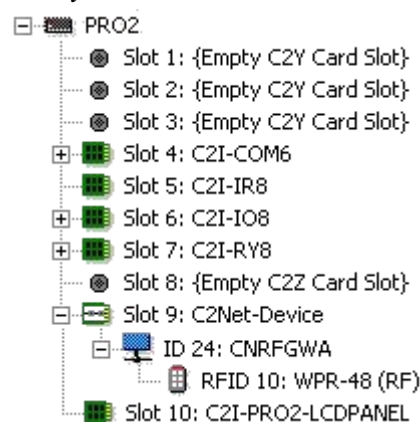 PRO2
Slot 1: {Empty C2Y Card Slot}
Slot 2: {Empty C2Y Card Slot}
Slot 3: {Empty C2Y Card Slot}
Slot 4: C2I-COM6
Slot 5: C2I-IR8
Slot 6: C2I-IO8
Slot 7: C2I-RY8
Slot 8: {Empty C2Z Card Slot}
Slot 9: C2Net-Device
ID 24: CNRFGWA
RFID 10: WPR-48 (RF)
Slot 10: C2I-PRO2-LCDPANEL